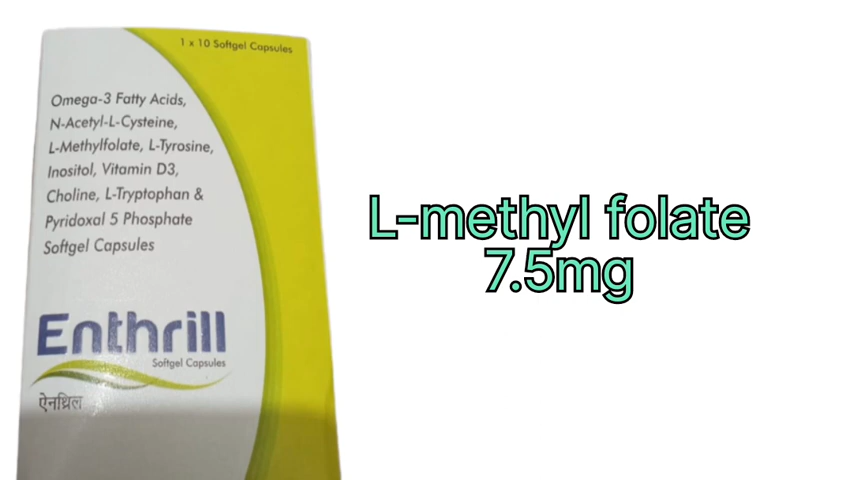 1 x 10 Softgel Capsules
Omega-3 Fatty Acids,
N-Acetyl-L-Cysteine,
L-Methylfolate, L-Tyrosine,
Inositol, Vitamin D3,
Choline, L-Tryptophan &
Pyridoxal 5 Phosphate
Softgel Capsules
Enthrill
Softgel Capsules
ऐनथ्रिल
L-methyl folate
7.5mg